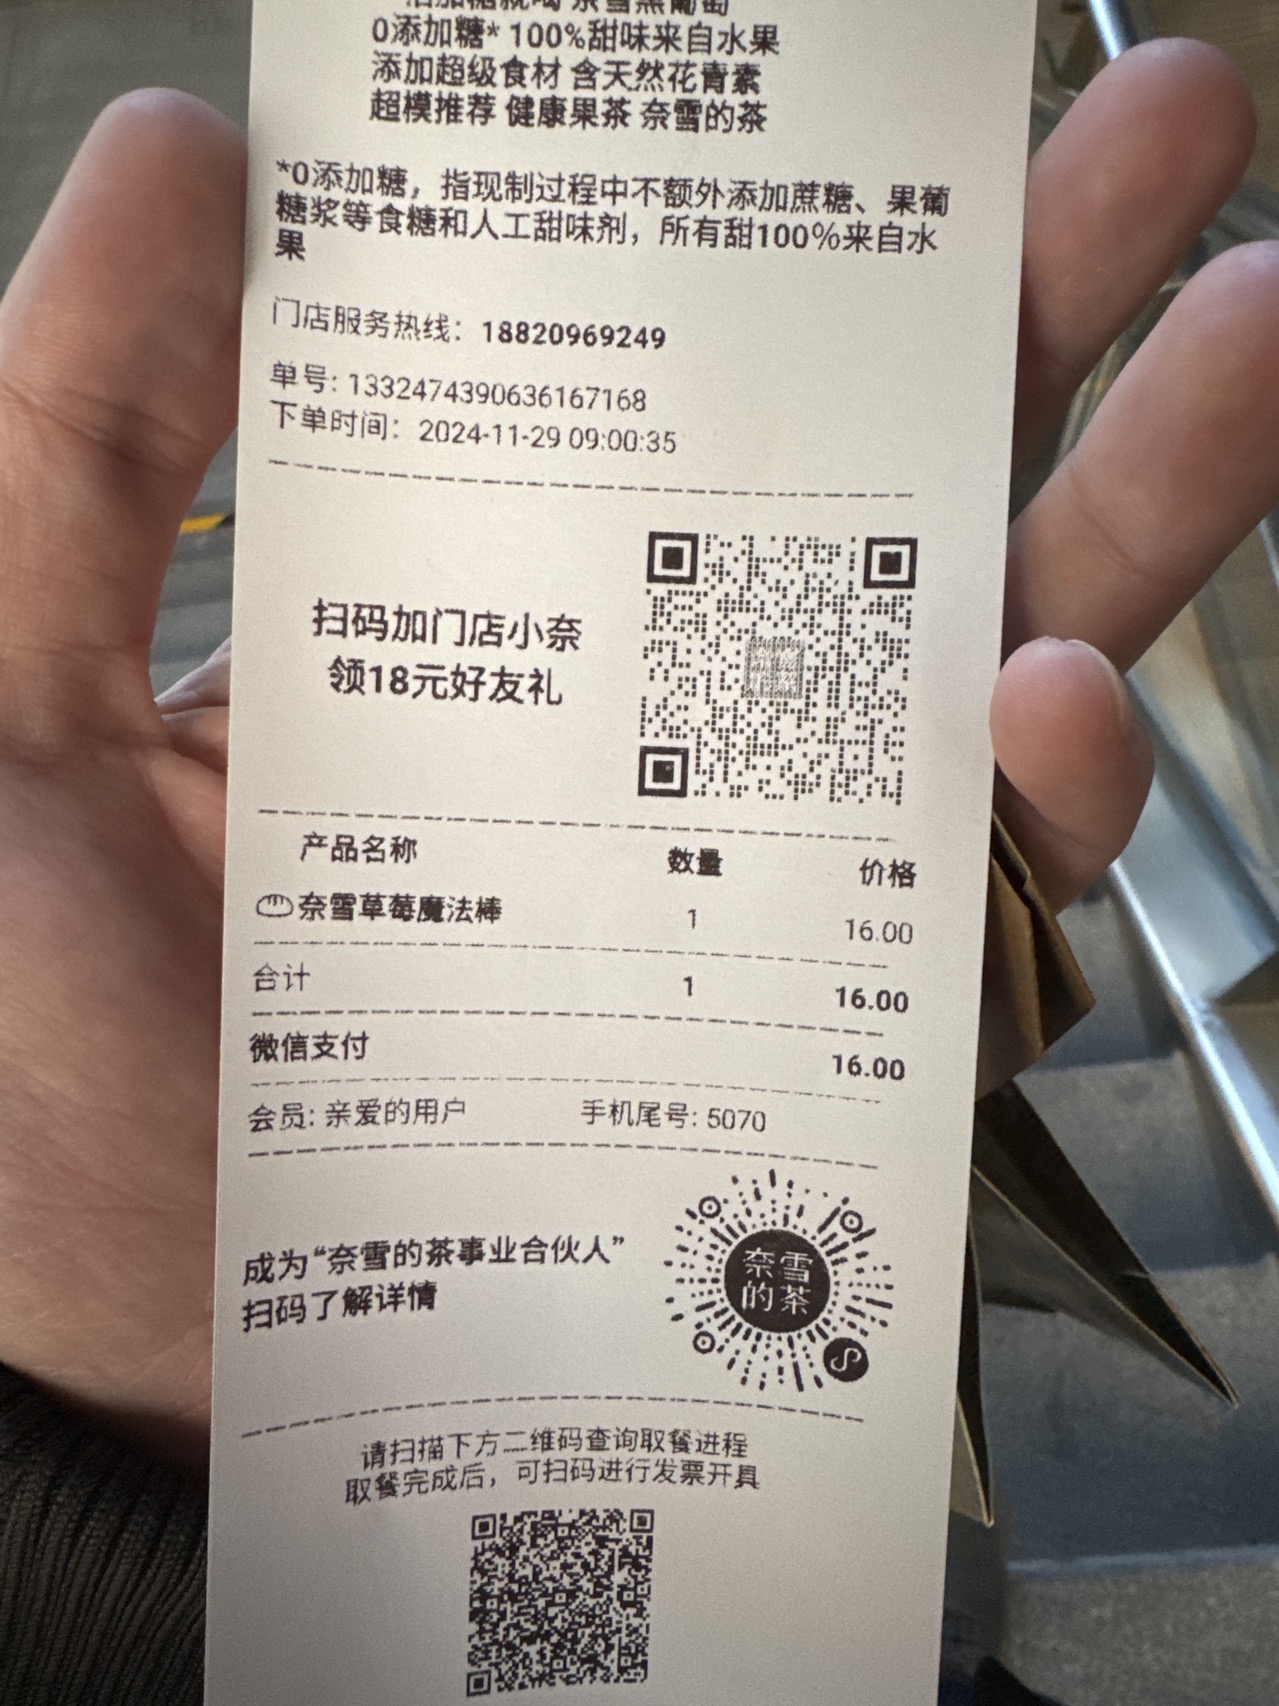 奈雪黑葡萄
0添加糖* 100%甜味来自水果
添加超级食材 含天然花青素
超模推荐 健康果茶 奈雪的茶
*0添加糖，指现制过程中不额外添加蔗糖、果葡
糖浆等食糖和人工甜味剂，所有甜100%来自水
果
门店服务热线：18820969249
单号: 1332474390636167168
下单时间：2024-11-29 09:00:35
扫码加门店小奈
领18元好友礼
产品名称 数量 价格
奈雪草莓魔法棒 1 16.00
合计 1 16.00
微信支付 16.00
会员: 亲爱的用户 手机尾号: 5070
成为“奈雪的茶事业合伙人”
扫码了解详情
奈雪
的茶
请扫描下方二维码查询取餐进程
取餐完成后，可扫码进行发票开具